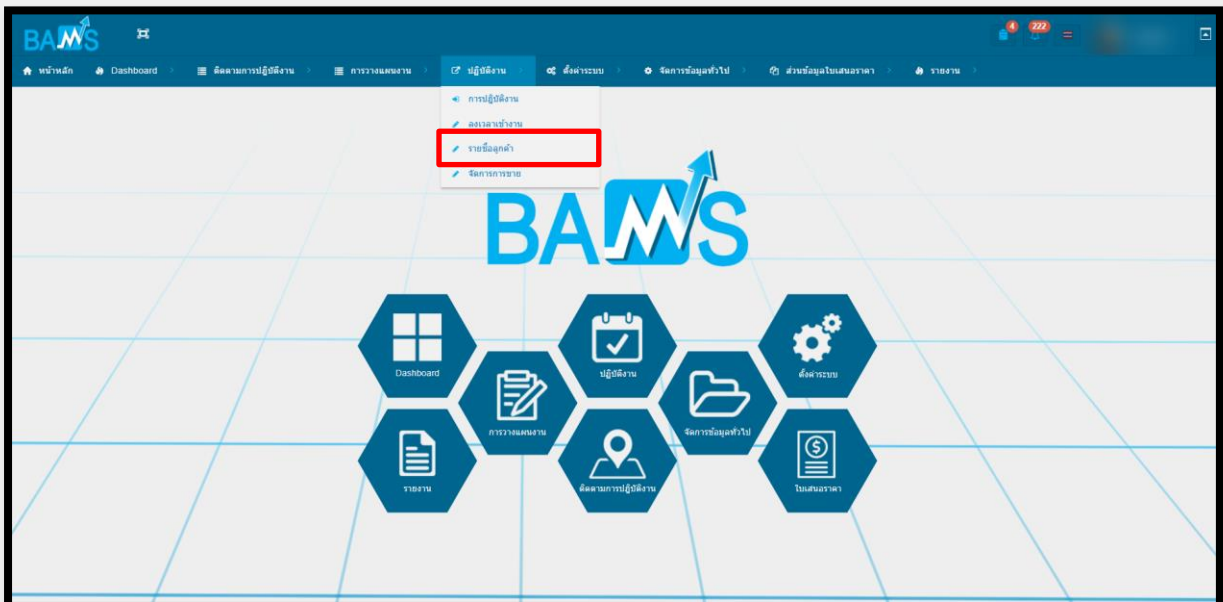 BAMS
4
222
หน้าหลัก
Dashboard
ติดตามการปฏิบัติงาน
การวางแผนงาน
ปฏิบัติงาน
ตั้งค่าระบบ
จัดการข้อมูลทั่วไป
ส่วนข้อมูลใบเสนอราคา
รายงาน
การปฏิบัติงาน
ลงเวลาเข้างาน
รายชื่อลูกค้า
จัดการการขาย
BAMS
Dashboard
ปฏิบัติงาน
ตั้งค่าระบบ
การวางแผนงาน
จัดการข้อมูลทั่วไป
รายงาน
ติดตามการปฏิบัติงาน
ใบเสนอราคา